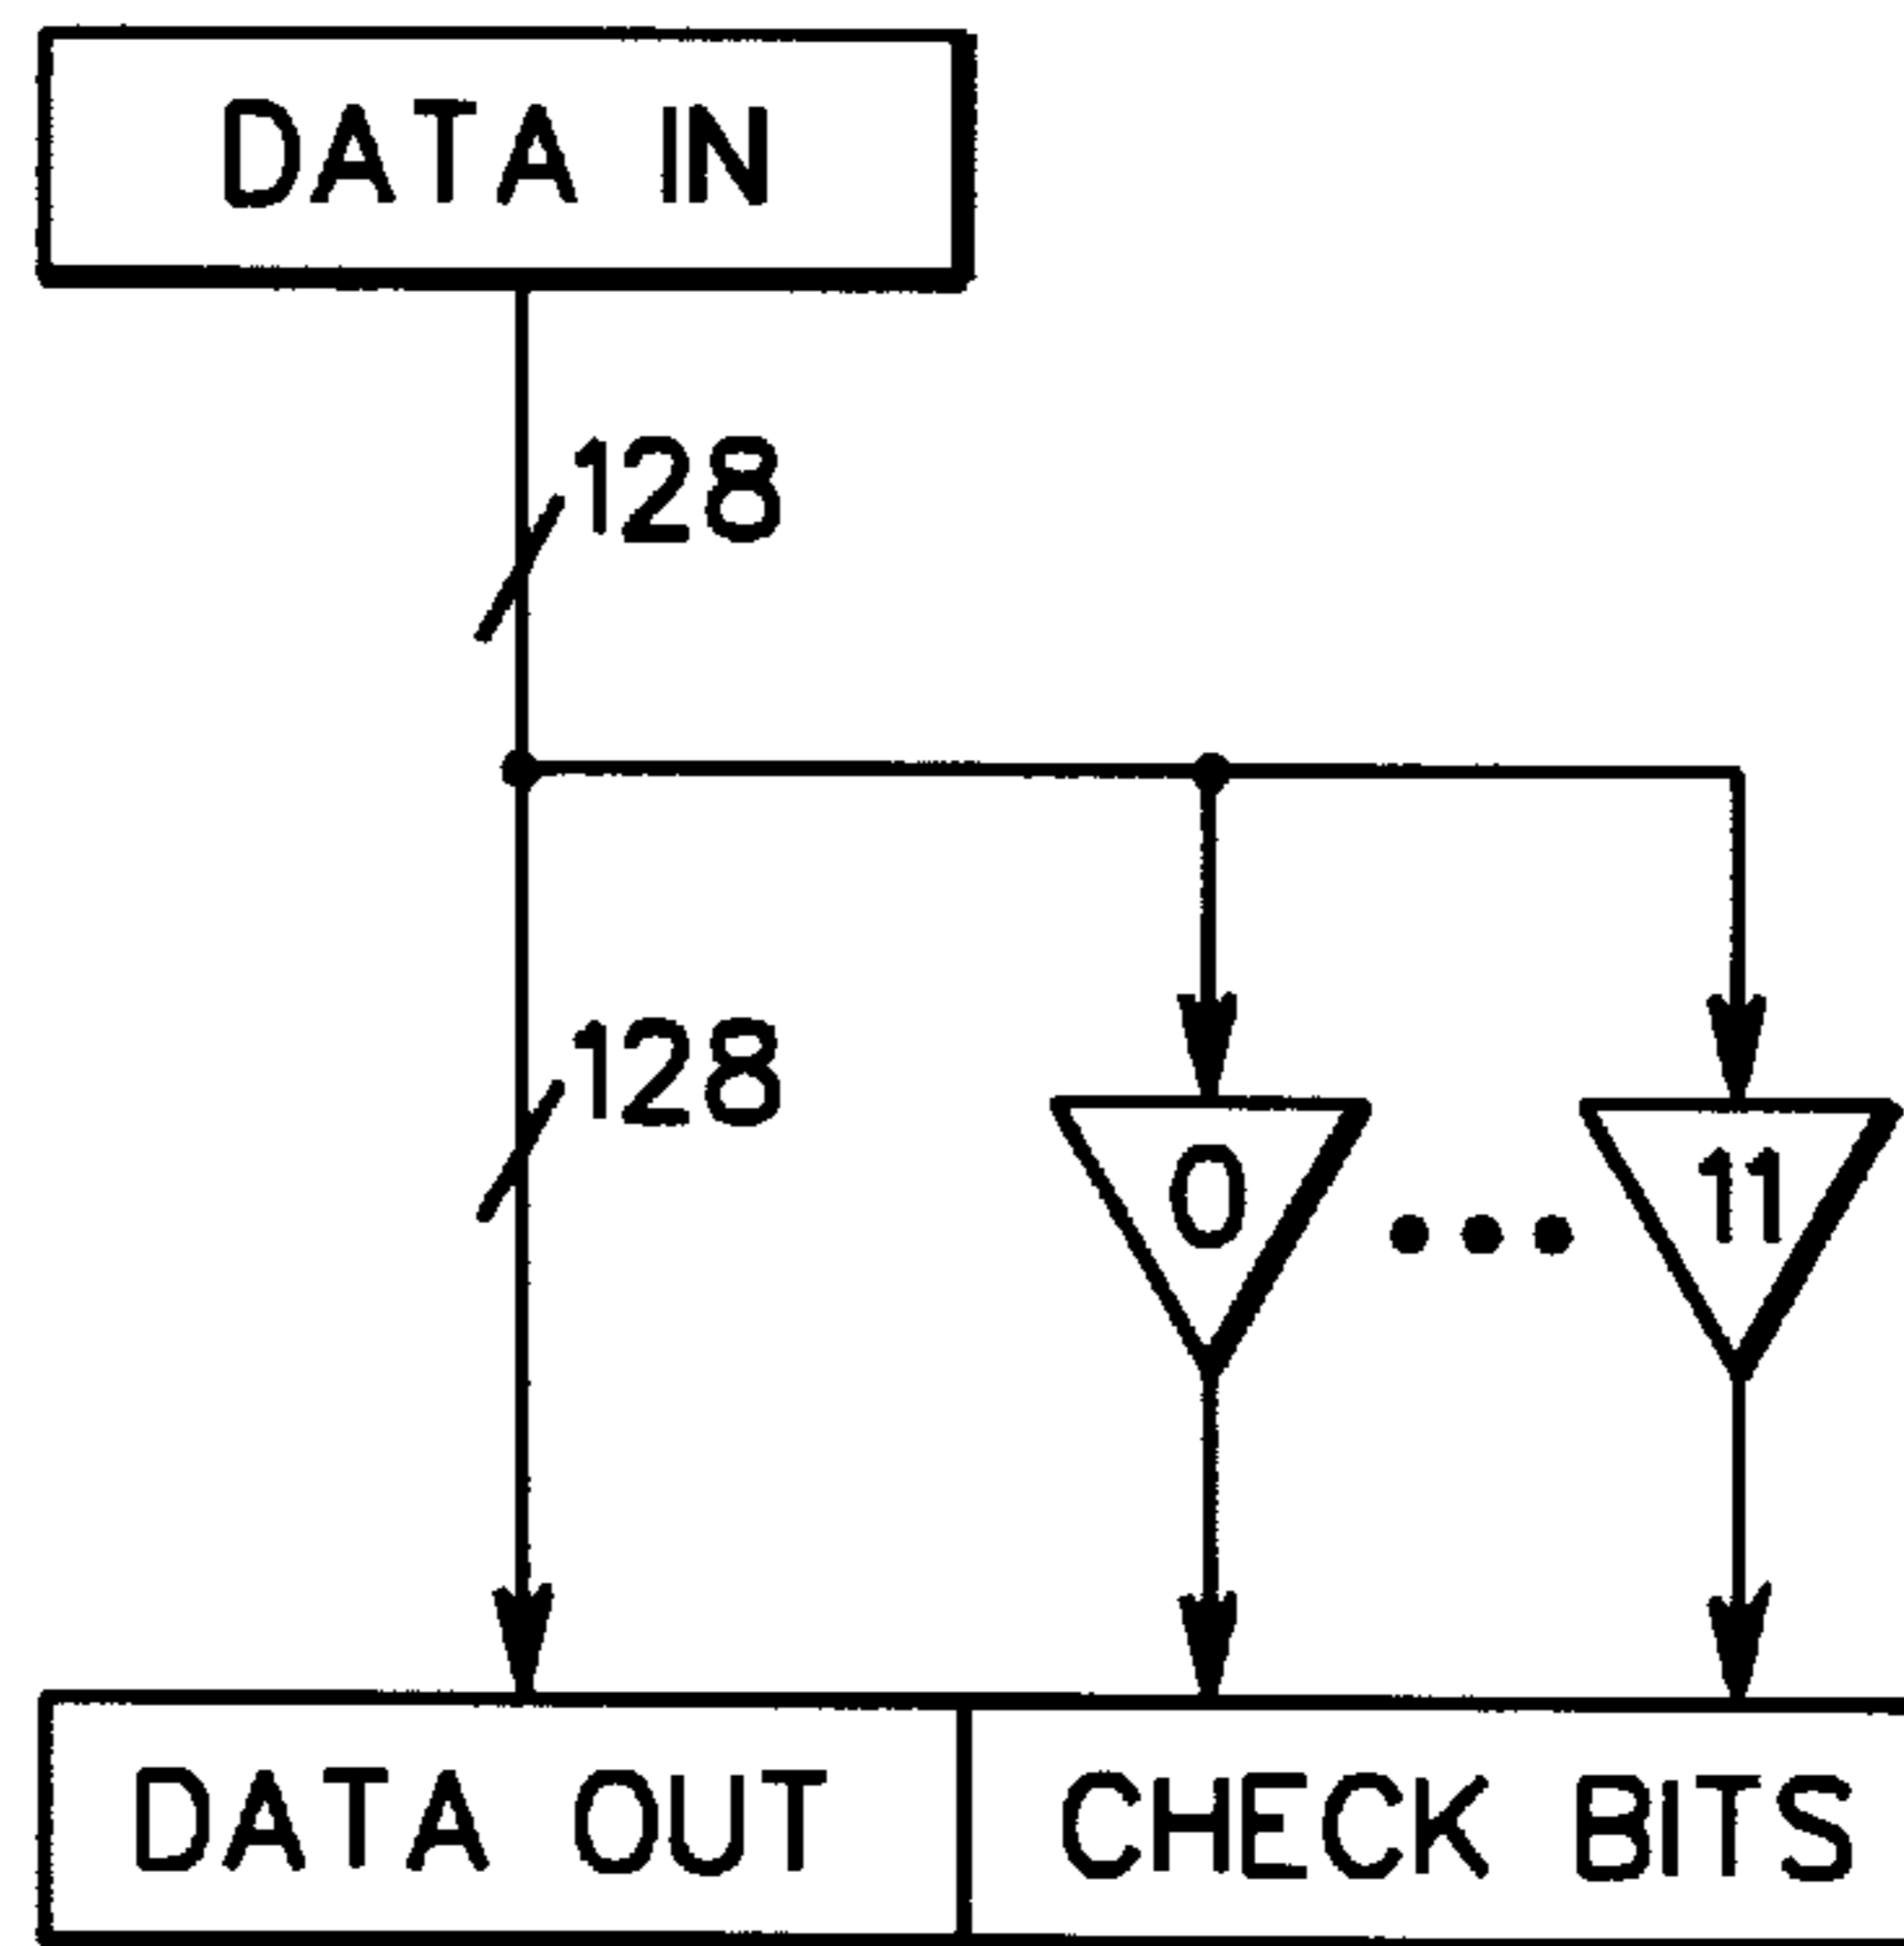 DATA IN
128
128
0 ... 11
DATA OUT
CHECK BITS